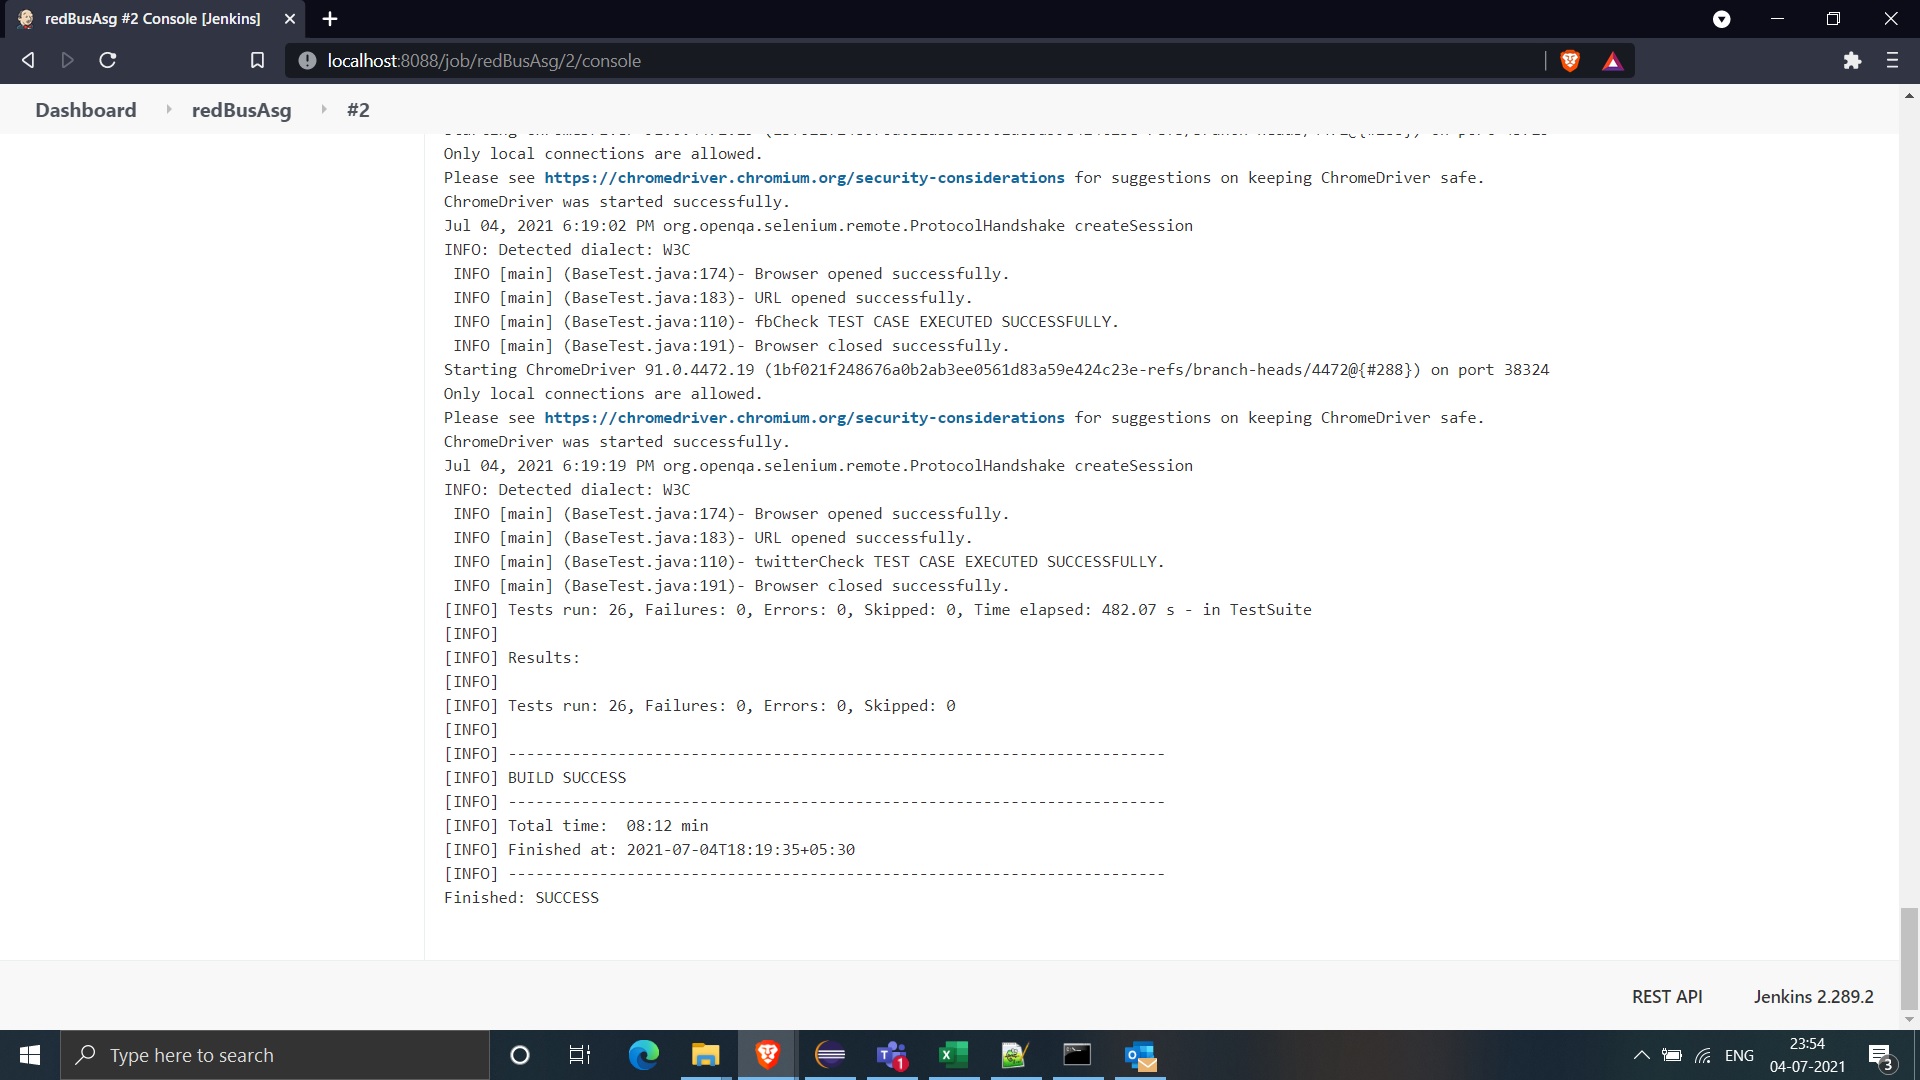 redBusAsg #2 Console [Jenkins]
localhost:8088/job/redBusAsg/2/console
Dashboard redBusAsg #2
Only local connections are allowed.
Please see https://chromedriver.chromium.org/security-considerations for suggestions on keeping ChromeDriver safe.
ChromeDriver was started successfully.
Jul 04, 2021 6:19:02 PM org.openqa.selenium.remote.ProtocolHandshake createSession
INFO: Detected dialect: W3C
INFO [main] (BaseTest.java:174)- Browser opened successfully.
INFO [main] (BaseTest.java:183)- URL opened successfully.
INFO [main] (BaseTest.java:110)- fbCheck TEST CASE EXECUTED SUCCESSFULLY.
INFO [main] (BaseTest.java:191)- Browser closed successfully.
Starting ChromeDriver 91.0.4472.19 (1bf021f248676a0b2ab3ee0561d83a59e424c23e-refs/branch-heads/4472@{#288}) on port 38324
Only local connections are allowed.
Please see https://chromedriver.chromium.org/security-considerations for suggestions on keeping ChromeDriver safe.
ChromeDriver was started successfully.
Jul 04, 2021 6:19:19 PM org.openqa.selenium.remote.ProtocolHandshake createSession
INFO: Detected dialect: W3C
INFO [main] (BaseTest.java:174)- Browser opened successfully.
INFO [main] (BaseTest.java:183)- URL opened successfully.
INFO [main] (BaseTest.java:110)- twitterCheck TEST CASE EXECUTED SUCCESSFULLY.
INFO [main] (BaseTest.java:191)- Browser closed successfully.
[INFO] Tests run: 26, Failures: 0, Errors: 0, Skipped: 0, Time elapsed: 482.07 s - in TestSuite
[INFO]
[INFO] Results:
[INFO]
[INFO] Tests run: 26, Failures: 0, Errors: 0, Skipped: 0
[INFO]
[INFO] ------------------------------------------------------------------------
[INFO] BUILD SUCCESS
[INFO] ------------------------------------------------------------------------
[INFO] Total time:  08:12 min
[INFO] Finished at: 2021-07-04T18:19:35+05:30
[INFO] ------------------------------------------------------------------------
Finished: SUCCESS
REST API Jenkins 2.289.2
Type here to search
1
ENG
23:54
04-07-2021
3